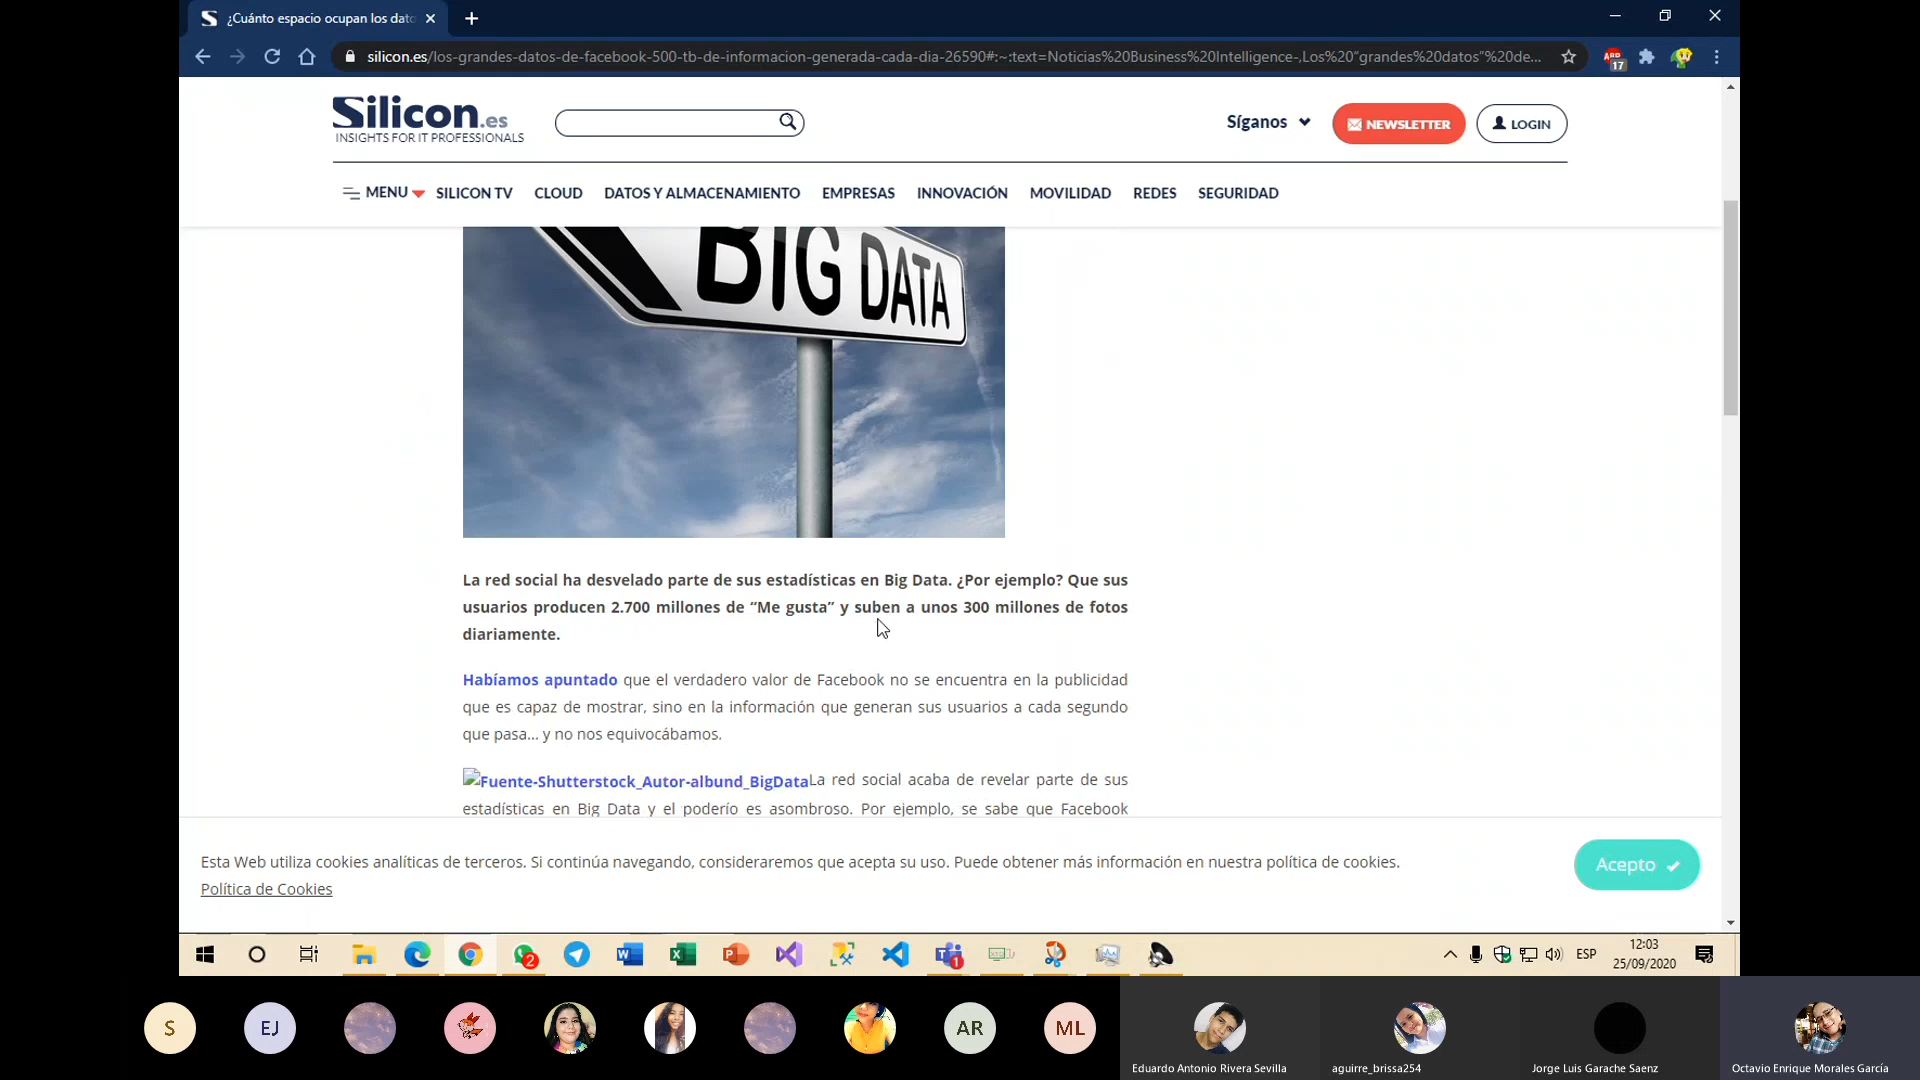 ¿Cuánto espacio ocupan los dato
silicon.es/los-grandes-datos-de-facebook-500-tb-de-informacion-generada-cada-dia-26590#:~:text=Noticias%20Business%20Intelligence-,Los%20"grandes%20datos"%20de...
17
Silicon.es
INSIGHTS FOR IT PROFESSIONALS
Síganos
NEWSLETTER
LOGIN
MENU SILICON TV CLOUD DATOS Y ALMACENAMIENTO EMPRESAS INNOVACIÓN MOVILIDAD REDES SEGURIDAD
BIG DATA
La red social ha desvelado parte de sus estadísticas en Big Data. ¿Por ejemplo? Que sus
usuarios producen 2.700 millones de “Me gusta” y suben a unos 300 millones de fotos
diariamente.
Habíamos apuntado que el verdadero valor de Facebook no se encuentra en la publicidad
que es capaz de mostrar, sino en la información que generan sus usuarios a cada segundo
que pasa… y no nos equivocábamos.
Fuente-Shutterstock_Autor-albund_BigData La red social acaba de revelar parte de sus
estadísticas en Big Data y el poderío es asombroso. Por ejemplo, se sabe que Facebook
Esta Web utiliza cookies analíticas de terceros. Si continúa navegando, consideraremos que acepta su uso. Puede obtener más información en nuestra política de cookies.
Política de Cookies
Acepto
2
1
ESP
12:03
25/09/2020
S
EJ
AR
ML
Eduardo Antonio Rivera Sevilla
aguirre_brissa254
Jorge Luis Garache Saenz
Octavio Enrique Morales García